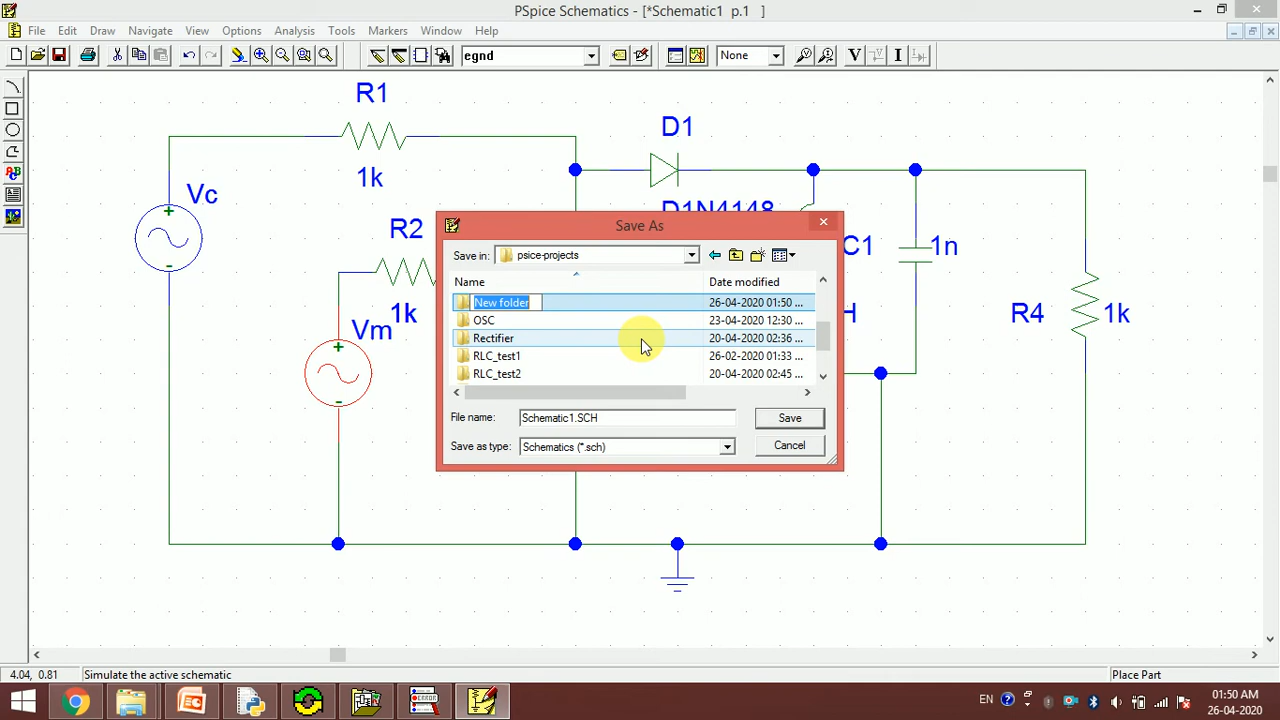 PSpice Schematics - [*Schematic1 p.1 ]
File Edit Draw Navigate View Options Analysis Tools Markers Window Help
egnd
None
V
I
R1
1k
D1
D1N4148
Vc
R2
1k
Vm
C1
1n
H
R4
1k
Save As
Save in: psice-projects
Name Date modified
New folder 26-04-2020 01:50 ...
OSC 23-04-2020 12:30 ...
Rectifier 20-04-2020 02:36 ...
RLC_test1 26-02-2020 01:33 ...
RLC_test2 20-04-2020 02:45 ...
File name: Schematic1.SCH
Save
Save as type: Schematics (*.sch)
Cancel
4.04, 0.81 Simulate the active schematic Place Part
EN
01:50 AM
26-04-2020